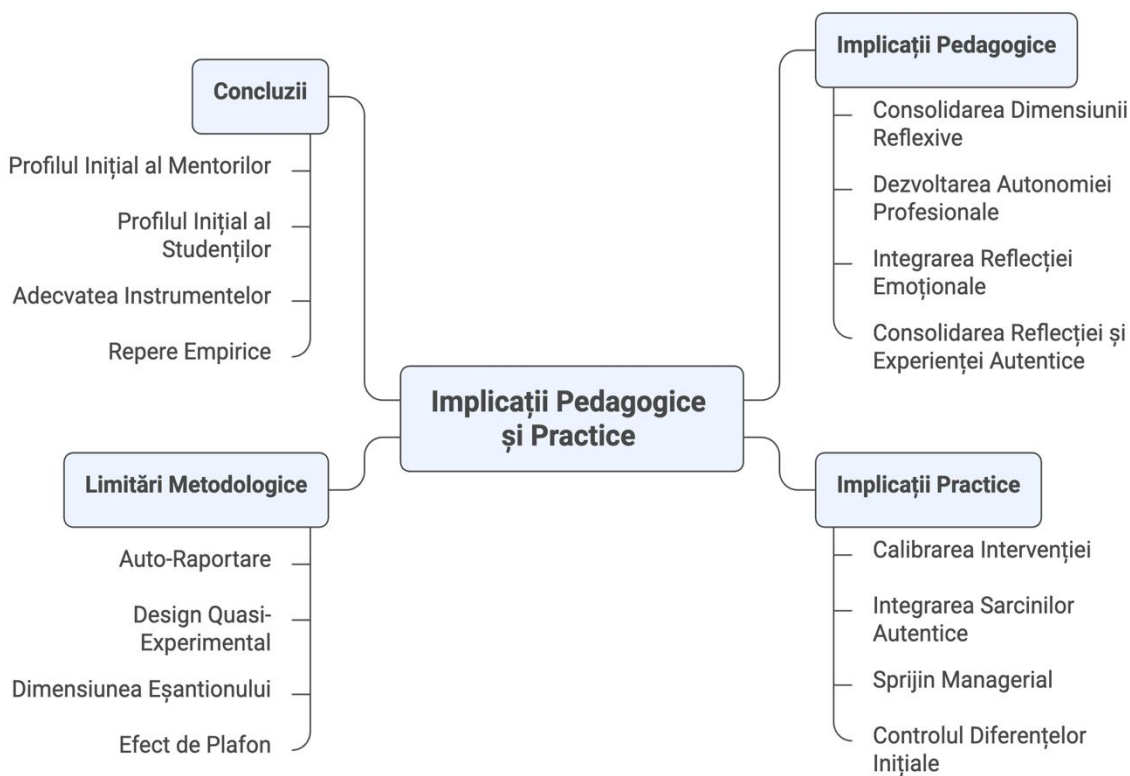 Implicații Pedagogice
și Practice
Concluzii
Profilul Inițial al Mentorilor
Profilul Inițial al
Studenților
Adecvatea Instrumentelor
Repere Empirice
Limitări Metodologice
Auto-Raportare
Design Quasi-
Experimental
Dimensiunea Eșantionului
Efect de Plafon
Implicații Pedagogice
Consolidarea Dimensiunii
Reflexive
Dezvoltarea Autonomiei
Profesionale
Integrarea Reflecției
Emoționale
Consolidarea Reflecției și
Experienței Autentice
Implicații Practice
Calibrarea Intervenției
Integrarea Sarcinilor
Autentice
Sprijin Managerial
Controlul Diferențelor
Inițiale